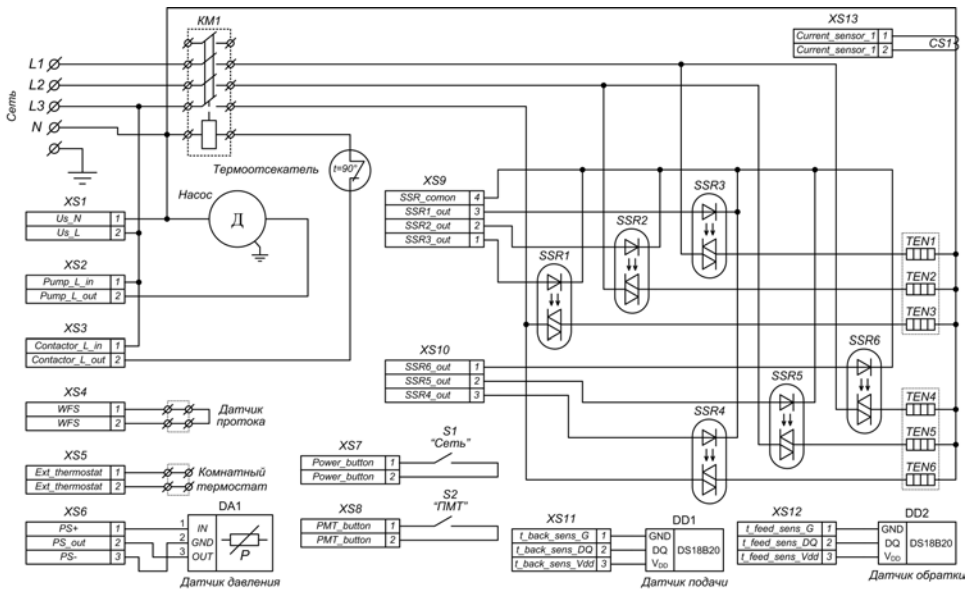 KM1
XS13
Current_sensor_1 1
Current_sensor_1 2
CS1
Сеть
L1
L2
L3
N
Термоотсекатель
t=90°
Насос
Д
XS1
Us_N 1
Us_L 2
XS2
Pump_L_in 1
Pump_L_out 2
XS3
Contactor_L_in 1
Contactor_L_out 2
XS9
SSR_comon 4
SSR1_out 3
SSR2_out 2
SSR3_out 1
SSR1
SSR2
SSR3
TEN1
TEN2
TEN3
XS10
SSR6_out 1
SSR5_out 2
SSR4_out 3
SSR4
SSR5
SSR6
TEN4
TEN5
TEN6
XS4
WFS 1
WFS 2
Датчик
протока
XS5
Ext_thermostat 1
Ext_thermostat 2
Комнатный
термостат
XS6
PS+ 1
PS_out 2
PS- 3
DA1
1 IN
2 GND
3 OUT
P
Датчик давления
XS7
Power_button 1
Power_button 2
S1
"Сеть"
XS8
PMT_button 1
PMT_button 2
S2
"ПМТ"
XS11
t_back_sens_G 1
t_back_sens_DQ 2
t_back_sens_Vdd 3
DD1
GND
DQ
VDD
DS18B20
Датчик подачи
XS12
t_feed_sens_G 1
t_feed_sens_DQ 2
t_feed_sens_Vdd 3
DD2
GND
DQ
VDD
DS18B20
Датчик обратки